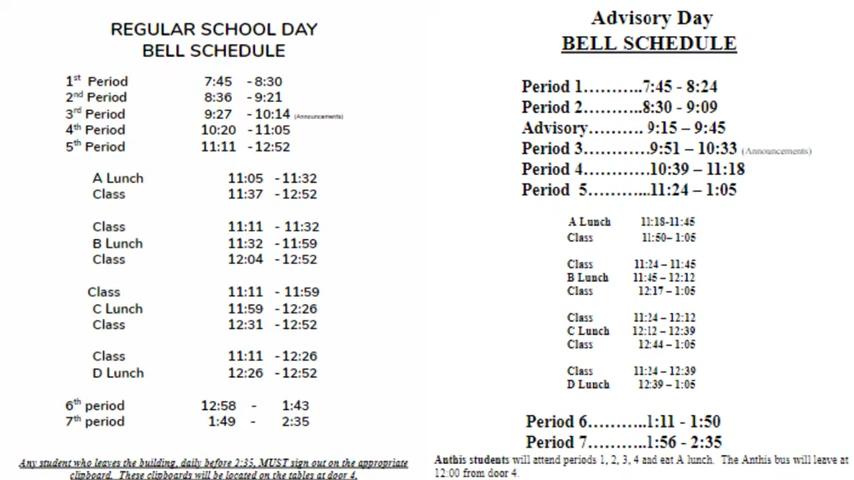 REGULAR SCHOOL DAY
BELL SCHEDULE
1st Period 7:45 - 8:30
2nd Period 8:36 - 9:21
3rd Period 9:27 - 10:14 (Announcements)
4th Period 10:20 - 11:05
5th Period 11:11 - 12:52
A Lunch 11:05 - 11:32
Class 11:37 - 12:52
Class 11:11 - 11:32
B Lunch 11:32 - 11:59
Class 12:04 - 12:52
Class 11:11 - 11:59
C Lunch 11:59 - 12:26
Class 12:31 - 12:52
Class 11:11 - 12:26
D Lunch 12:26 - 12:52
6th period 12:58 - 1:43
7th period 1:49 - 2:35
Any student who leaves the building, daily before 2:35, MUST sign out on the appropriate
clipboard. These clipboards will be located on the tables at door 4.
Advisory Day
BELL SCHEDULE
Period 1………..7:45 - 8:24
Period 2………..8:30 - 9:09
Advisory……… 9:15 – 9:45
Period 3………...9:51 – 10:33 (Announcements)
Period 4………..10:39 – 11:18
Period 5………...11:24 – 1:05
A Lunch 11:18-11:45
Class 11:50– 1:05
Class 11:24 – 11:45
B Lunch 11:45 - 12:12
Class 12:17 – 1:05
Class 11:24 – 12:12
C Lunch 12:12 – 12:39
Class 12:44 – 1:05
Class 11:24 – 12:39
D Lunch 12:39 – 1:05
Period 6………..1:11 - 1:50
Period 7………..1:56 - 2:35
Anthis students will attend periods 1, 2, 3, 4 and eat A lunch. The Anthis bus will leave at
12:00 from door 4.